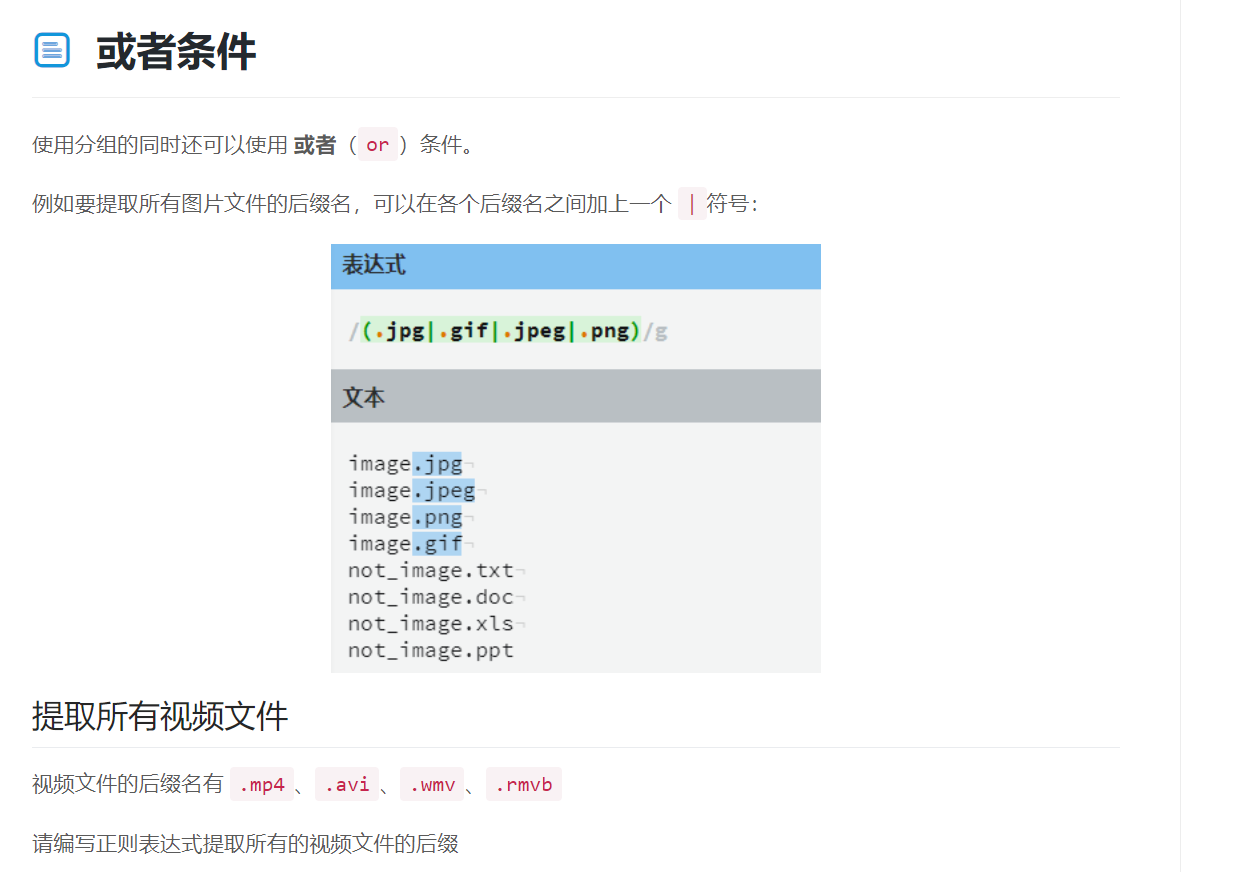 或者条件
使用分组的同时还可以使用 或者（ or ）条件。
例如要提取所有图片文件的后缀名，可以在各个后缀名之间加上一个 | 符号：
表达式
/(.jpg|.gif|.jpeg|.png)/g
文本
image.jpg¬
image.jpeg¬
image.png¬
image.gif¬
not_image.txt¬
not_image.doc¬
not_image.xls¬
not_image.ppt
提取所有视频文件
视频文件的后缀名有 .mp4 、 .avi 、 .wmv 、 .rmvb
请编写正则表达式提取所有的视频文件的后缀